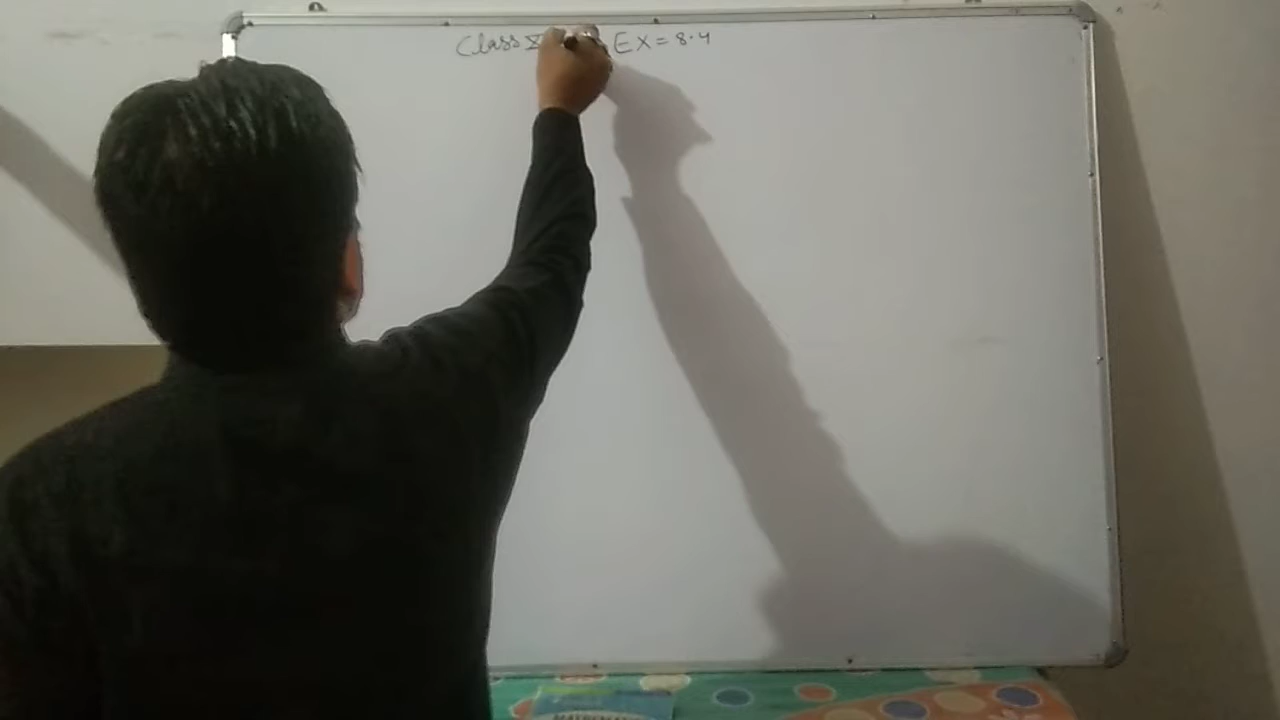 Class X Ex = 8.4